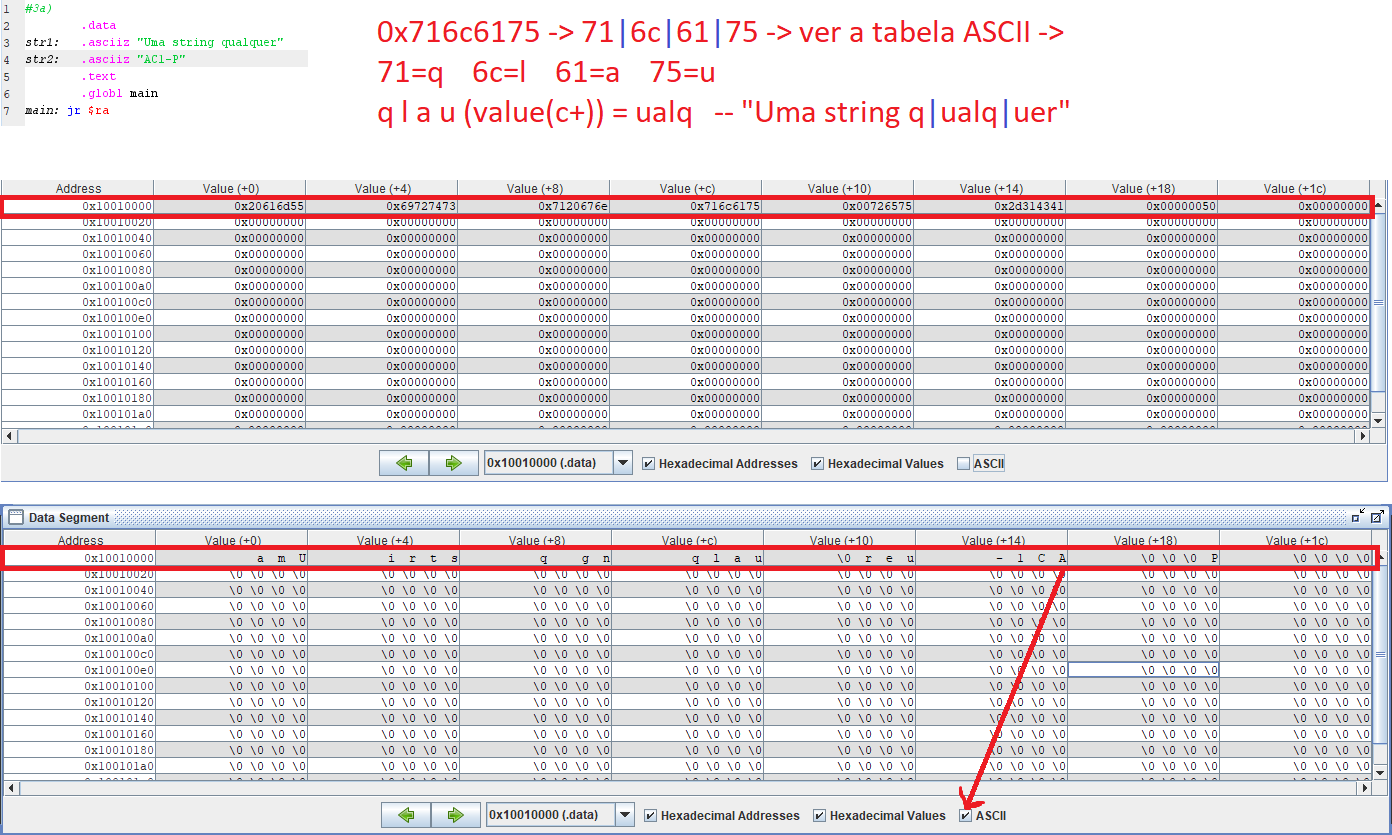 1 #3a)
2 .data
3 str1: .asciiz "Uma string qualquer"
4 str2: .asciiz "AC1-P"
5 .text
6 .globl main
7 main: jr $ra
0x716c6175 -> 71|6c|61|75 -> ver a tabela ASCII ->
71=q 6c=l 61=a 75=u
q l a u (value(c+)) = ualq -- "Uma string q|ualq|uer"
Address Value (+0) Value (+4) Value (+8) Value (+c) Value (+10) Value (+14) Value (+18) Value (+1c)
0x10010000 0x20616d55 0x69727473 0x7120676e 0x716c6175 0x00726575 0x2d314341 0x00000050 0x00000000
0x10010020 0x00000000 0x00000000 0x00000000 0x00000000 0x00000000 0x00000000 0x00000000 0x00000000
0x10010040 0x00000000 0x00000000 0x00000000 0x00000000 0x00000000 0x00000000 0x00000000 0x00000000
0x10010060 0x00000000 0x00000000 0x00000000 0x00000000 0x00000000 0x00000000 0x00000000 0x00000000
0x10010080 0x00000000 0x00000000 0x00000000 0x00000000 0x00000000 0x00000000 0x00000000 0x00000000
0x100100a0 0x00000000 0x00000000 0x00000000 0x00000000 0x00000000 0x00000000 0x00000000 0x00000000
0x100100c0 0x00000000 0x00000000 0x00000000 0x00000000 0x00000000 0x00000000 0x00000000 0x00000000
0x100100e0 0x00000000 0x00000000 0x00000000 0x00000000 0x00000000 0x00000000 0x00000000 0x00000000
0x10010100 0x00000000 0x00000000 0x00000000 0x00000000 0x00000000 0x00000000 0x00000000 0x00000000
0x10010120 0x00000000 0x00000000 0x00000000 0x00000000 0x00000000 0x00000000 0x00000000 0x00000000
0x10010140 0x00000000 0x00000000 0x00000000 0x00000000 0x00000000 0x00000000 0x00000000 0x00000000
0x10010160 0x00000000 0x00000000 0x00000000 0x00000000 0x00000000 0x00000000 0x00000000 0x00000000
0x10010180 0x00000000 0x00000000 0x00000000 0x00000000 0x00000000 0x00000000 0x00000000 0x00000000
0x100101a0 0x00000000 0x00000000 0x00000000 0x00000000 0x00000000 0x00000000 0x00000000 0x00000000
0x10010000 (.data) Hexadecimal Addresses Hexadecimal Values ASCII
Data Segment
Address Value (+0) Value (+4) Value (+8) Value (+c) Value (+10) Value (+14) Value (+18) Value (+1c)
0x10010000 a m U i r t s q g n q l a u \0 r e u - 1 C A \0 \0 \0 P \0 \0 \0 \0
0x10010020 \0 \0 \0 \0 \0 \0 \0 \0 \0 \0 \0 \0 \0 \0 \0 \0 \0 \0 \0 \0 \0 \0 \0 \0 \0 \0 \0 \0 \0 \0 \0 \0
0x10010040 \0 \0 \0 \0 \0 \0 \0 \0 \0 \0 \0 \0 \0 \0 \0 \0 \0 \0 \0 \0 \0 \0 \0 \0 \0 \0 \0 \0 \0 \0 \0 \0
0x10010060 \0 \0 \0 \0 \0 \0 \0 \0 \0 \0 \0 \0 \0 \0 \0 \0 \0 \0 \0 \0 \0 \0 \0 \0 \0 \0 \0 \0 \0 \0 \0 \0
0x10010080 \0 \0 \0 \0 \0 \0 \0 \0 \0 \0 \0 \0 \0 \0 \0 \0 \0 \0 \0 \0 \0 \0 \0 \0 \0 \0 \0 \0 \0 \0 \0 \0
0x100100a0 \0 \0 \0 \0 \0 \0 \0 \0 \0 \0 \0 \0 \0 \0 \0 \0 \0 \0 \0 \0 \0 \0 \0 \0 \0 \0 \0 \0 \0 \0 \0 \0
0x100100c0 \0 \0 \0 \0 \0 \0 \0 \0 \0 \0 \0 \0 \0 \0 \0 \0 \0 \0 \0 \0 \0 \0 \0 \0 \0 \0 \0 \0 \0 \0 \0 \0
0x100100e0 \0 \0 \0 \0 \0 \0 \0 \0 \0 \0 \0 \0 \0 \0 \0 \0 \0 \0 \0 \0 \0 \0 \0 \0 \0 \0 \0 \0 \0 \0 \0 \0
0x10010100 \0 \0 \0 \0 \0 \0 \0 \0 \0 \0 \0 \0 \0 \0 \0 \0 \0 \0 \0 \0 \0 \0 \0 \0 \0 \0 \0 \0 \0 \0 \0 \0
0x10010120 \0 \0 \0 \0 \0 \0 \0 \0 \0 \0 \0 \0 \0 \0 \0 \0 \0 \0 \0 \0 \0 \0 \0 \0 \0 \0 \0 \0 \0 \0 \0 \0
0x10010140 \0 \0 \0 \0 \0 \0 \0 \0 \0 \0 \0 \0 \0 \0 \0 \0 \0 \0 \0 \0 \0 \0 \0 \0 \0 \0 \0 \0 \0 \0 \0 \0
0x10010160 \0 \0 \0 \0 \0 \0 \0 \0 \0 \0 \0 \0 \0 \0 \0 \0 \0 \0 \0 \0 \0 \0 \0 \0 \0 \0 \0 \0 \0 \0 \0 \0
0x10010180 \0 \0 \0 \0 \0 \0 \0 \0 \0 \0 \0 \0 \0 \0 \0 \0 \0 \0 \0 \0 \0 \0 \0 \0 \0 \0 \0 \0 \0 \0 \0 \0
0x100101a0 \0 \0 \0 \0 \0 \0 \0 \0 \0 \0 \0 \0 \0 \0 \0 \0 \0 \0 \0 \0 \0 \0 \0 \0 \0 \0 \0 \0 \0 \0 \0 \0
0x10010000 (.data) Hexadecimal Addresses Hexadecimal Values ASCII